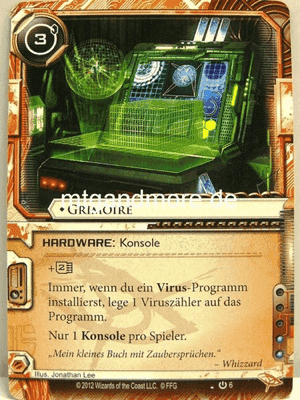 3
mtgandmore.de
GRIMOIRE
HARDWARE: Konsole
+2
Immer, wenn du ein Virus-Programm
installierst, lege 1 Viruszähler auf das
Programm.
Nur 1 Konsole pro Spieler.
„Mein kleines Buch mit Zaubersprüchen.“
– Whizzard
Illus. Jonathan Lee
©2012 Wizards of the Coast LLC. © FFG
6